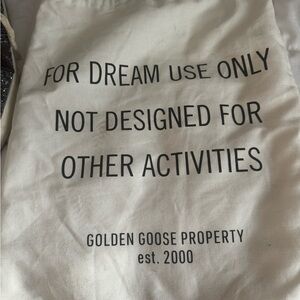 FOR DREAM USE ONLY
NOT DESIGNED FOR
OTHER ACTIVITIES
GOLDEN GOOSE PROPERTY
est. 2000